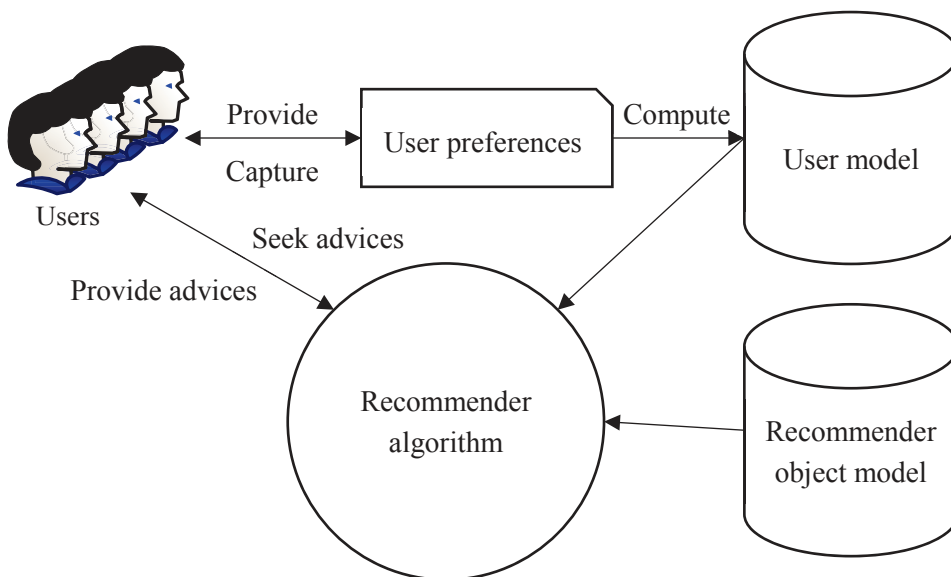 Provide
Capture
User preferences
Compute
User model
Users
Seek advices
Provide advices
Recommender
algorithm
Recommender
object model